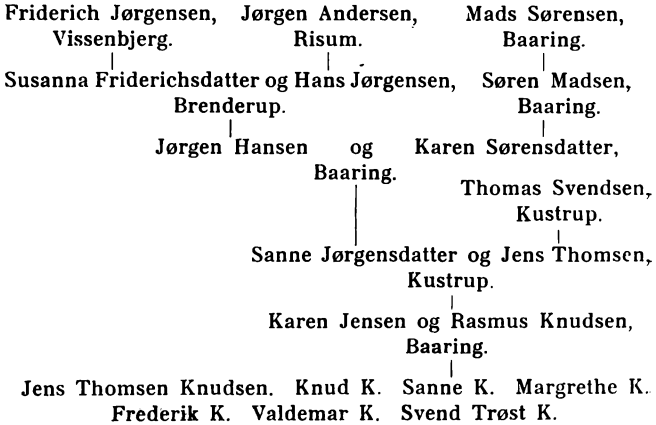 Friderich Jørgensen, Jørgen Andersen, Mads Sørensen,
Vissenbjerg. Risum. Baaring.
Susanna Friderichsdatter og Hans Jørgensen, Søren Madsen,
Brenderup. Baaring.
Jørgen Hansen og Karen Sørensdatter,
Baaring.
Thomas Svendsen,
Kustrup.
Sanne Jørgensdatter og Jens Thomsen,
Kustrup.
Karen Jensen og Rasmus Knudsen,
Baaring.
Jens Thomsen Knudsen. Knud K. Sanne K. Margrethe K.
Frederik K. Valdemar K. Svend Trøst K.